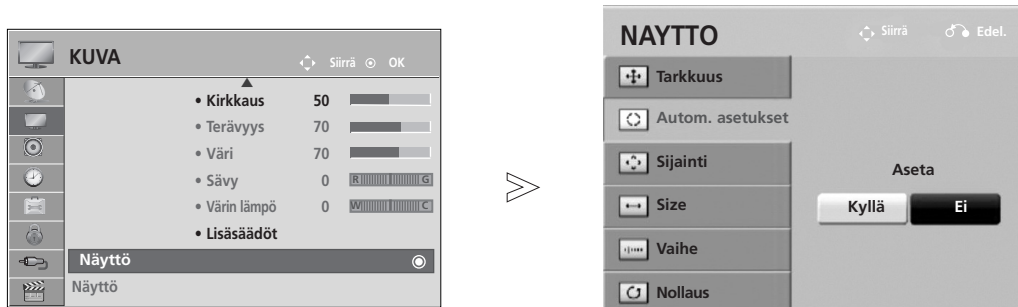 KUVA
Siirrä
OK
• Kirkkaus 50
• Terävyys 70
• Väri 70
• Sävy 0 R G
• Värin lämpö 0 W C
• Lisäsäädöt
Näyttö
Näyttö
NAYTTO
Siirrä
Edel.
Tarkkuus
Autom. asetukset
Sijainti
Size
Vaihe
Nollaus
Aseta
Kyllä
Ei